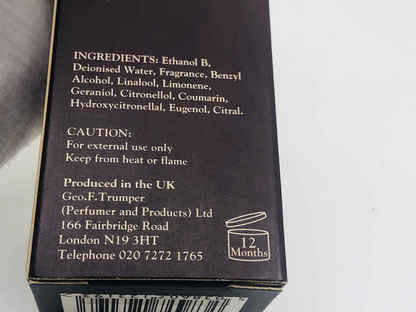 INGREDIENTS: Ethanol B,
Deionised Water, Fragrance, Benzyl
Alcohol, Linalool, Limonene,
Geraniol, Citronellol, Coumarin,
Hydroxycitronellal, Eugenol, Citral.
CAUTION:
For external use only
Keep from heat or flame
Produced in the UK
Geo.F.Trumper
(Perfumer and Products) Ltd
166 Fairbridge Road
London N19 3HT
Telephone 020 7272 1765
12
Months